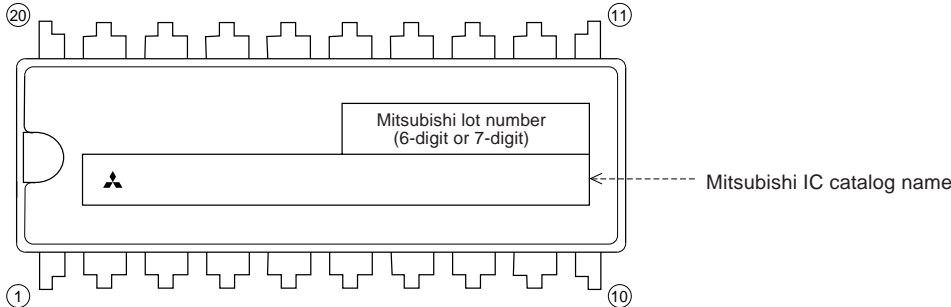 ⑳ ⑪
Mitsubishi lot number
(6-digit or 7-digit)
Mitsubishi IC catalog name
① ⑩